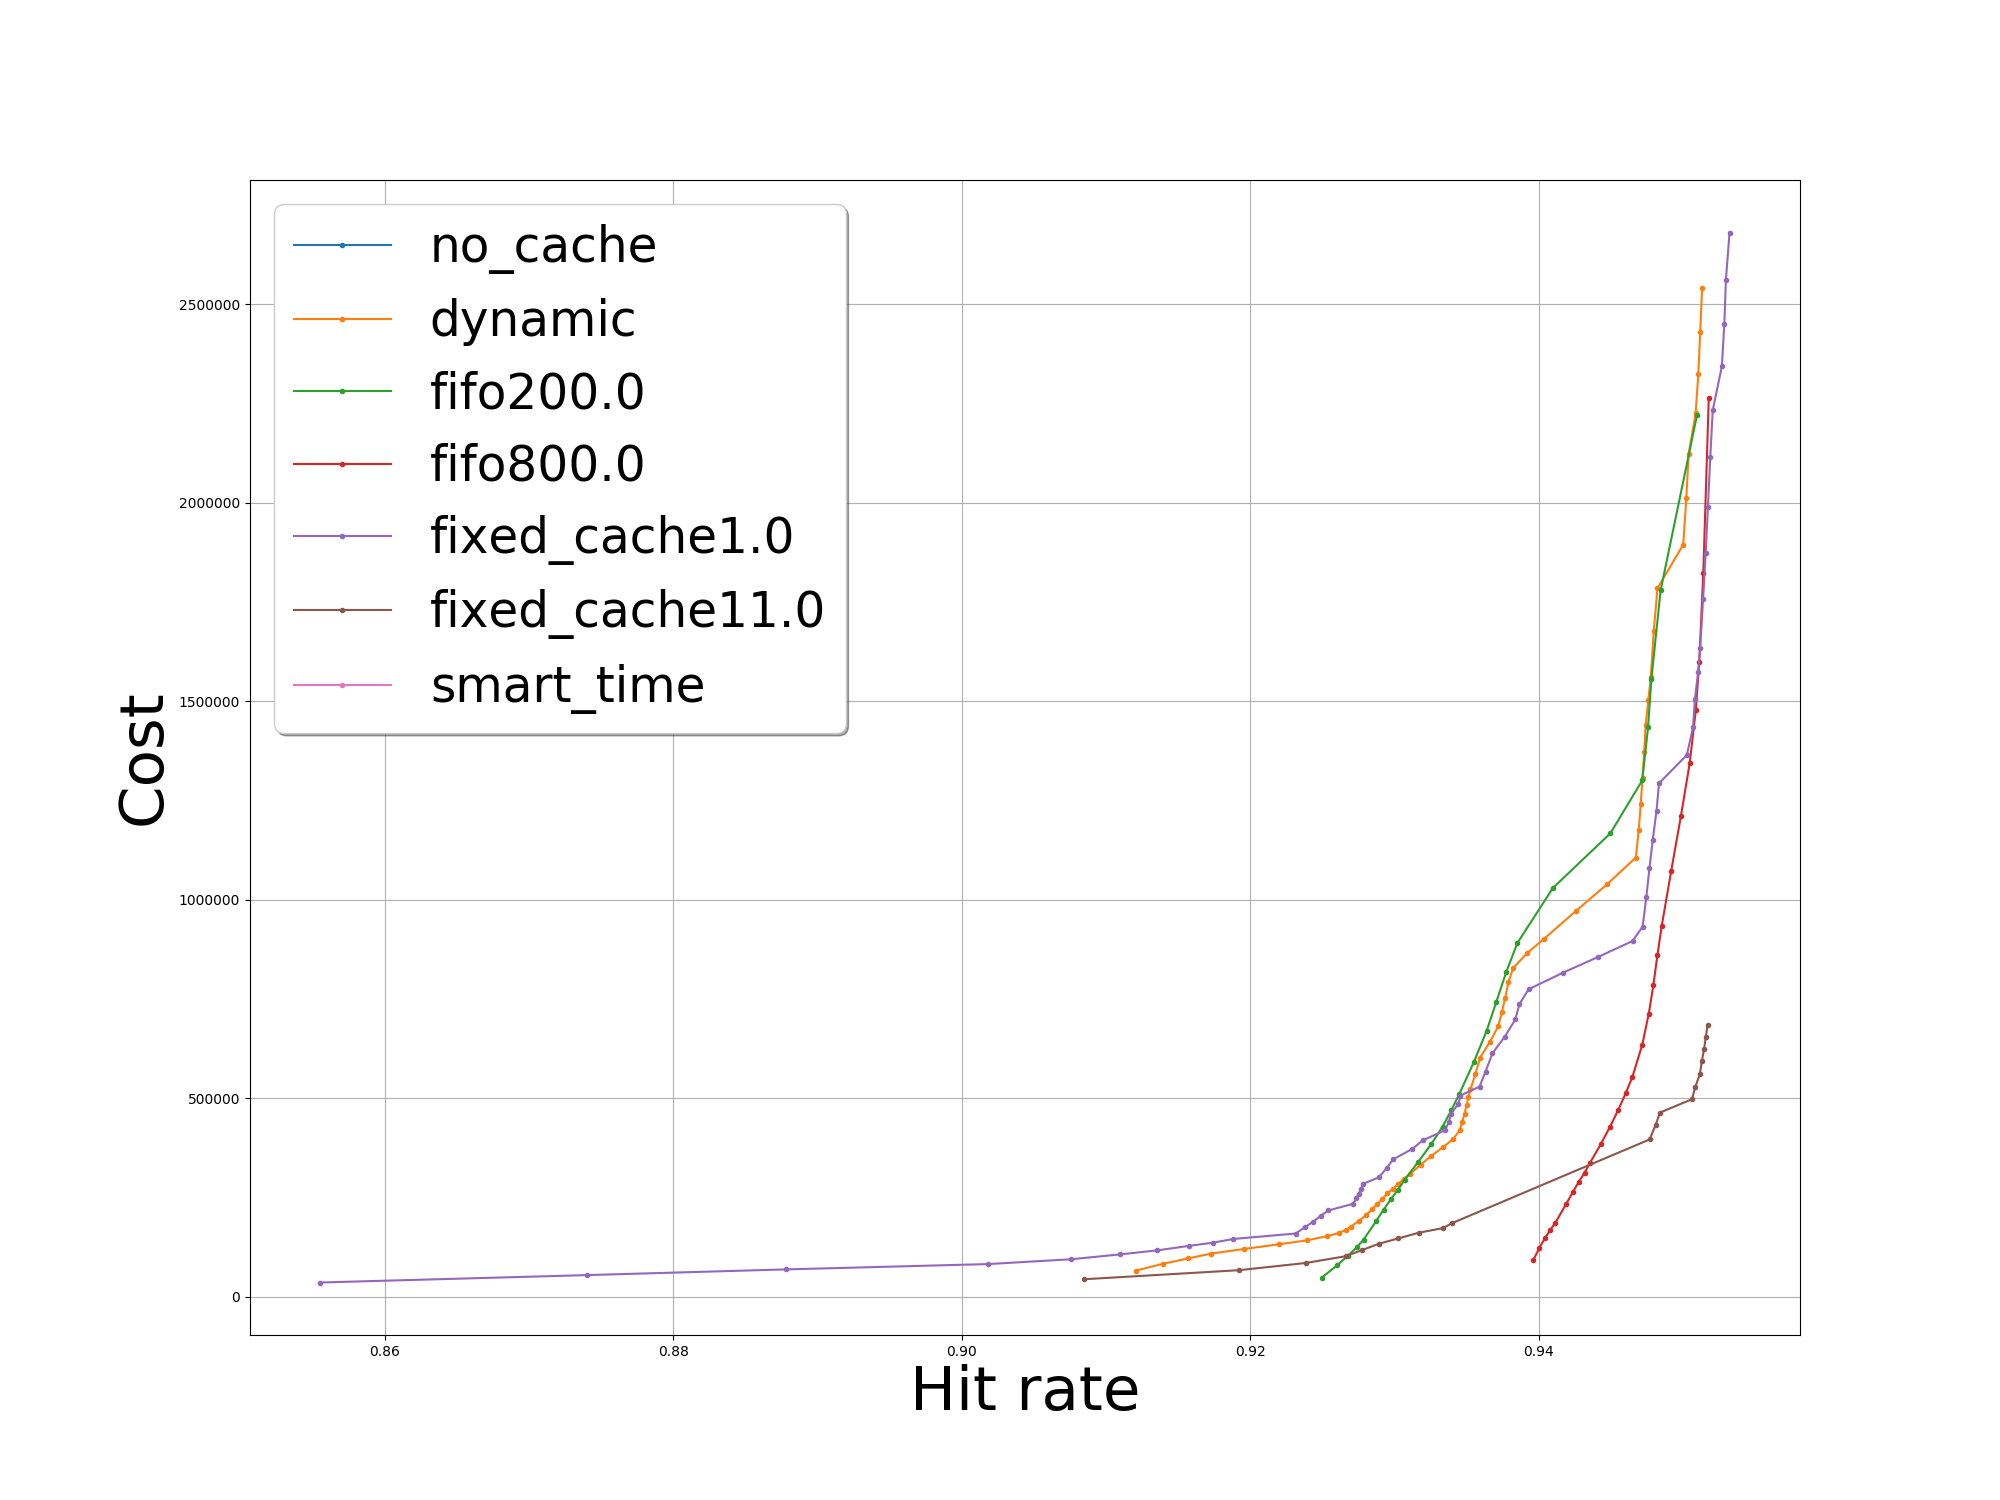 no_cache
dynamic
fifo200.0
fifo800.0
fixed_cache1.0
fixed_cache11.0
smart_time
2500000
2000000
1500000
1000000
500000
0
Cost
0.86 0.88 0.90 0.92 0.94
Hit rate